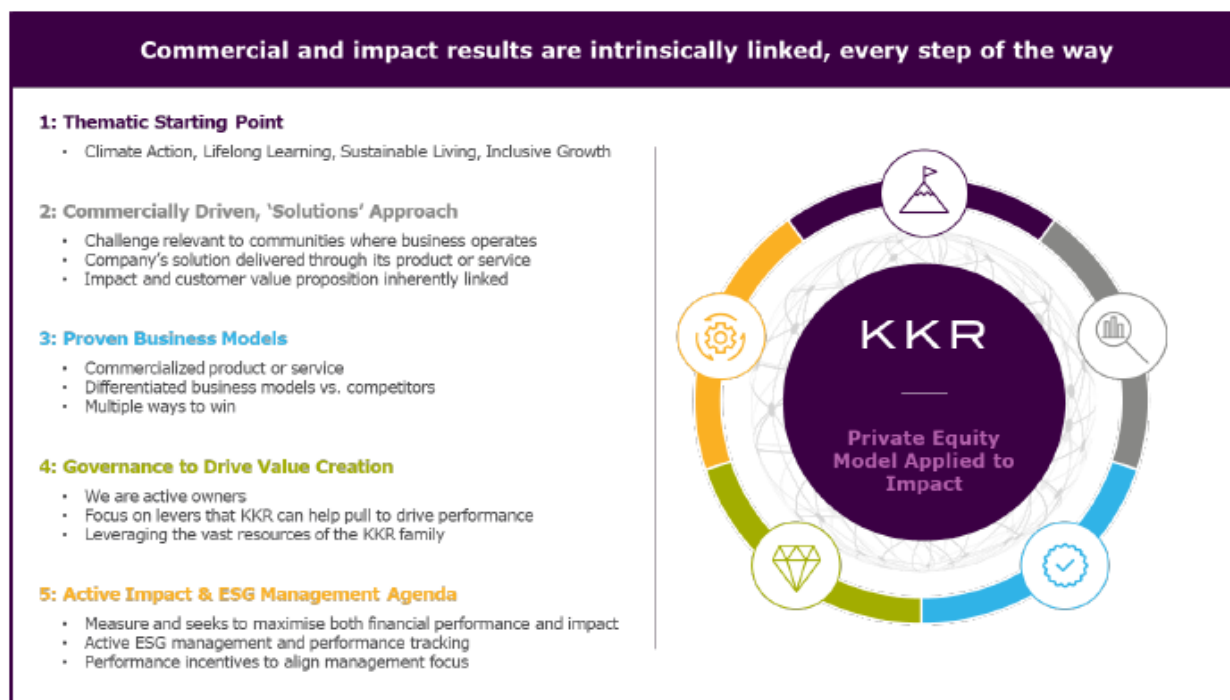 Commercial and impact results are intrinsically linked, every step of the way
1: Thematic Starting Point
• Climate Action, Lifelong Learning, Sustainable Living, Inclusive Growth
2: Commercially Driven, ‘Solutions’ Approach
• Challenge relevant to communities where business operates
• Company's solution delivered through its product or service
• Impact and customer value proposition inherently linked
3: Proven Business Models
• Commercialized product or service
• Differentiated business models vs. competitors
• Multiple ways to win
4: Governance to Drive Value Creation
• We are active owners
• Focus on levers that KKR can help pull to drive performance
• Leveraging the vast resources of the KKR family
5: Active Impact & ESG Management Agenda
• Measure and seeks to maximise both financial performance and impact
• Active ESG management and performance tracking
• Performance incentives to align management focus
KKR
Private Equity
Model Applied to
Impact